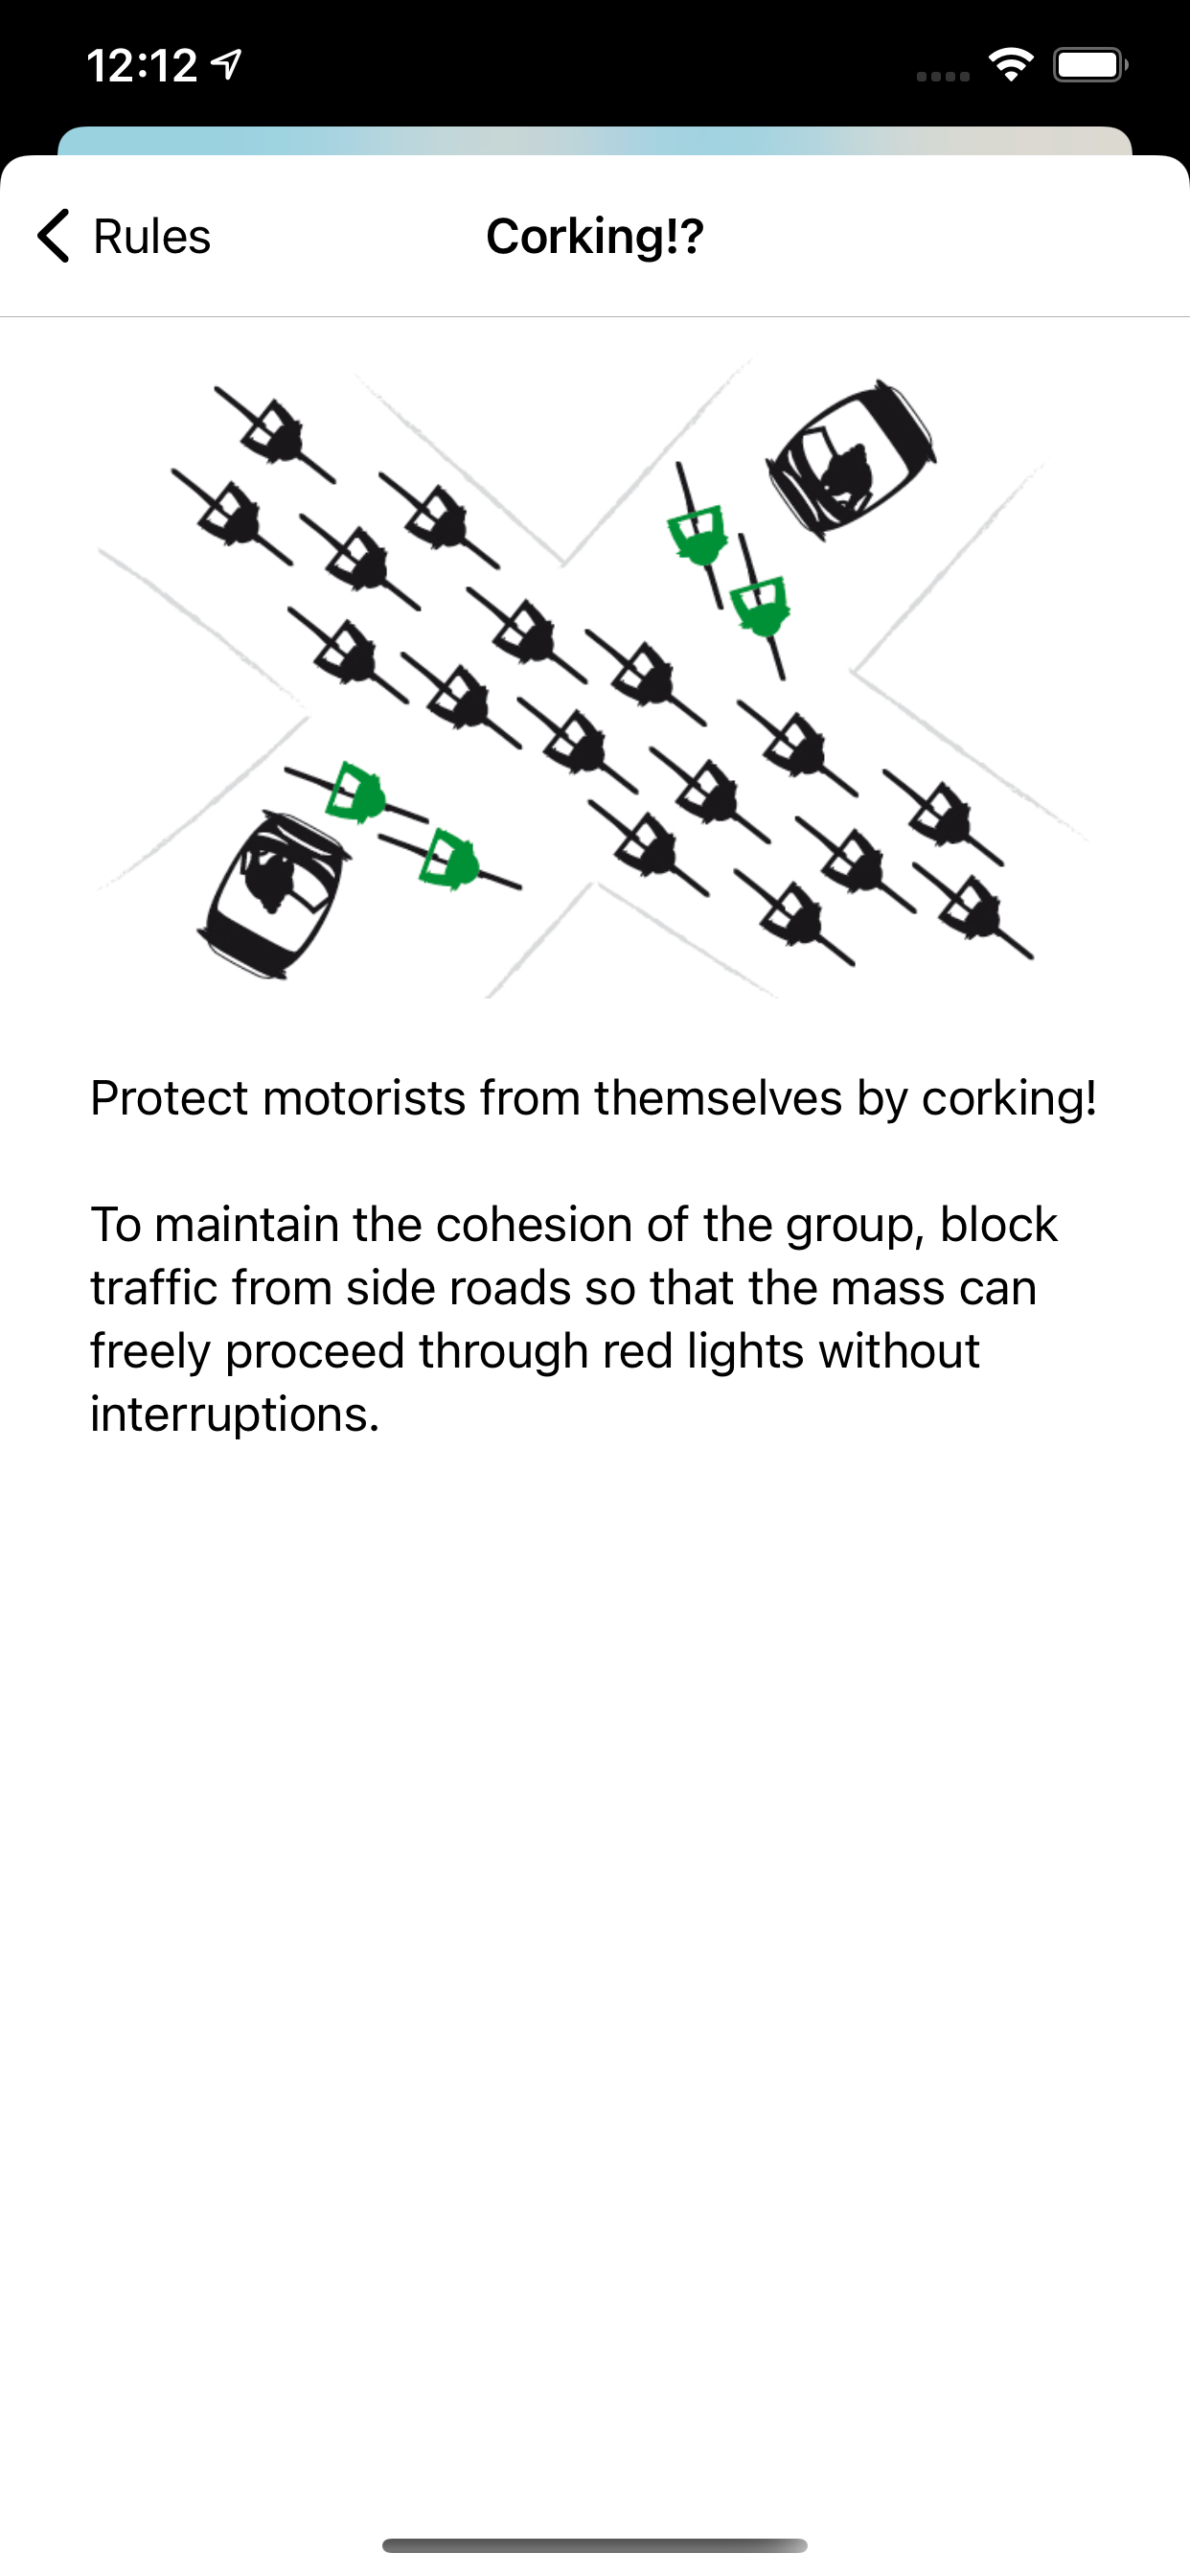 12:12
Rules
Corking!?
Protect motorists from themselves by corking!
To maintain the cohesion of the group, block
traffic from side roads so that the mass can
freely proceed through red lights without
interruptions.